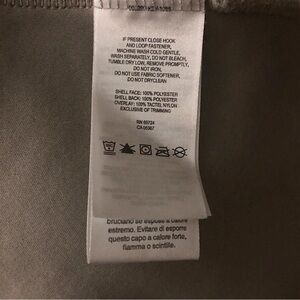 IF PRESENT CLOSE HOOK
AND LOOP FASTENER,
MACHINE WASH COLD GENTLE,
WASH SEPARATELY, DO NOT BLEACH,
TUMBLE DRY LOW, REMOVE PROMPTLY,
DO NOT IRON,
DO NOT USE FABRIC SOFTENER,
DO NOT DRYCLEAN
SHELL FACE: 100% POLYESTER
SHELL BACK: 100% POLYESTER
OVERLAY: 100% TACTEL NYLON
EXCLUSIVE OF TRIMMING
RN 69724
CA 05367
bruciano se esposti a calore
estremo. Evitare di esporre
questo capo a calore forte,
fiamma o scintille.